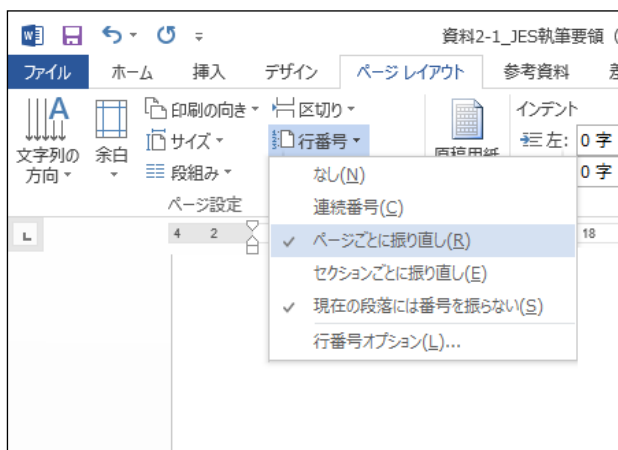 資料2-1_JES執筆要領（
ファイル ホーム 挿入 デザイン ページ レイアウト 参考資料
文字列の方向 余白 印刷の向き 区切り インデント
サイズ 行番号 左: 0 字
段組み 0 字
ページ設定
なし(N)
連続番号(C)
4 2 ページごとに振り直し(R) 18
セクションごとに振り直し(E)
現在の段落には番号を振らない(S)
行番号オプション(L)...